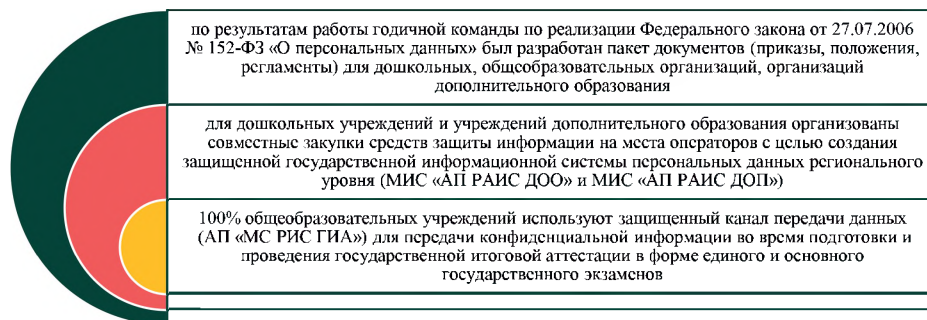 по результатам работы годичной команды по реализации Федерального закона от 27.07.2006
№ 152-ФЗ «О персональных данных» был разработан пакет документов (приказы, положения,
регламенты) для дошкольных, общеобразовательных организаций, организаций
дополнительного образования
для дошкольных учреждений и учреждений дополнительного образования организованы
совместные закупки средств защиты информации на места операторов с целью создания
защищенной государственной информационной системы персональных данных регионального
уровня (МИС «АП РАИС ДОО» и МИС «АП РАИС ДОП»)
100% общеобразовательных учреждений используют защищенный канал передачи данных
(АП «МС РИС ГИА») для передачи конфиденциальной информации во время подготовки и
проведения государственной итоговой аттестации в форме единого и основного
государственного экзаменов